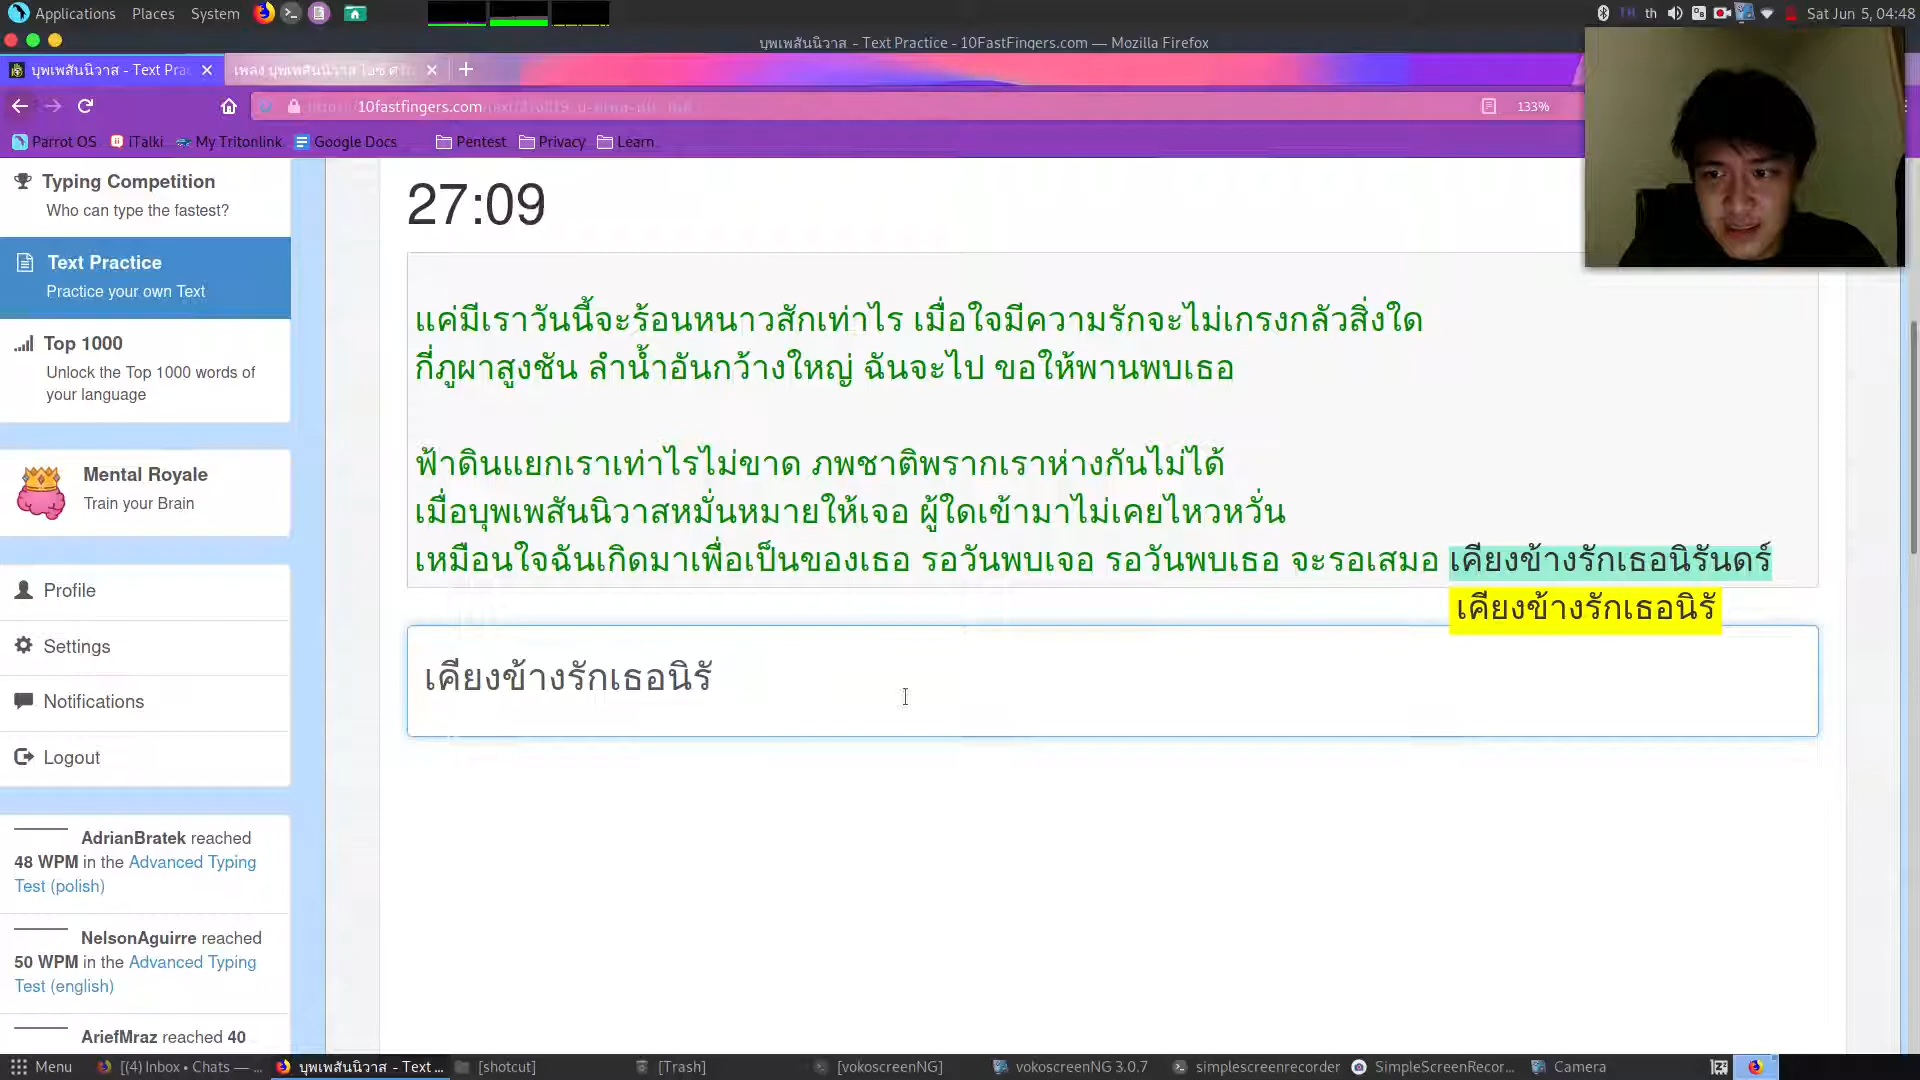 Applications Places System
th
Sat Jun 5, 04:48
บุพเพสันนิวาส - Text Practice - 10FastFingers.com — Mozilla Firefox
บุพเพสันนิวาส - Text Prac
เพลง บุพเพสันนิวาส ไอซ์ ศ
10fastfingers.com
133%
Parrot OS iTalki My Tritonlink Google Docs Pentest Privacy Learn
Typing Competition
Who can type the fastest?
Text Practice
Practice your own Text
Top 1000
Unlock the Top 1000 words of
your language
Mental Royale
Train your Brain
Profile
Settings
Notifications
Logout
AdrianBratek reached
48 WPM in the Advanced Typing
Test (polish)
NelsonAguirre reached
50 WPM in the Advanced Typing
Test (english)
AriefMraz reached 40
27:09
แค่มีเราวันนี้จะร้อนหนาวสักเท่าไร เมื่อใจมีความรักจะไม่เกรงกลัวสิ่งใด
กี่ภูผาสูงชัน ลำน้ำอันกว้างใหญ่ ฉันจะไป ขอให้พานพบเธอ
ฟ้าดินแยกเราเท่าไรไม่ขาด ภพชาติพรากเราห่างกันไม่ได้
เมื่อบุพเพสันนิวาสหมั่นหมายให้เจอ ผู้ใดเข้ามาไม่เคยไหวหวั่น
เหมือนใจฉันเกิดมาเพื่อเป็นของเธอ รอวันพบเจอ รอวันพบเธอ จะรอเสมอ เคียงข้างรักเธอนิรันดร์
เคียงข้างรักเธอนิรั
เคียงข้างรักเธอนิรั
Menu [(4) Inbox • Chats — ... บุพเพสันนิวาส - Text ... [shotcut] [Trash] [vokoscreenNG] vokoscreenNG 3.0.7 simplescreenrecorder SimpleScreenRecor... Camera